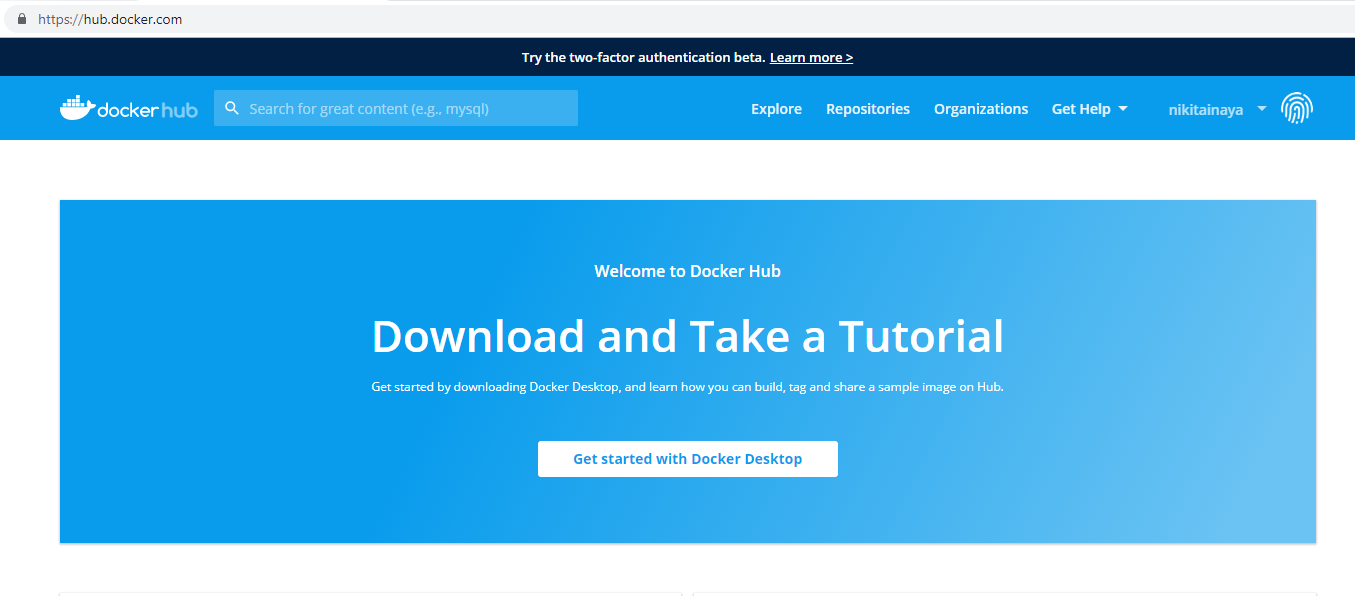 https://hub.docker.com
Try the two-factor authentication beta. Learn more >
docker hub
Search for great content (e.g., mysql)
Explore
Repositories
Organizations
Get Help
nikitainaya
Welcome to Docker Hub
Download and Take a Tutorial
Get started by downloading Docker Desktop, and learn how you can build, tag and share a sample image on Hub.
Get started with Docker Desktop